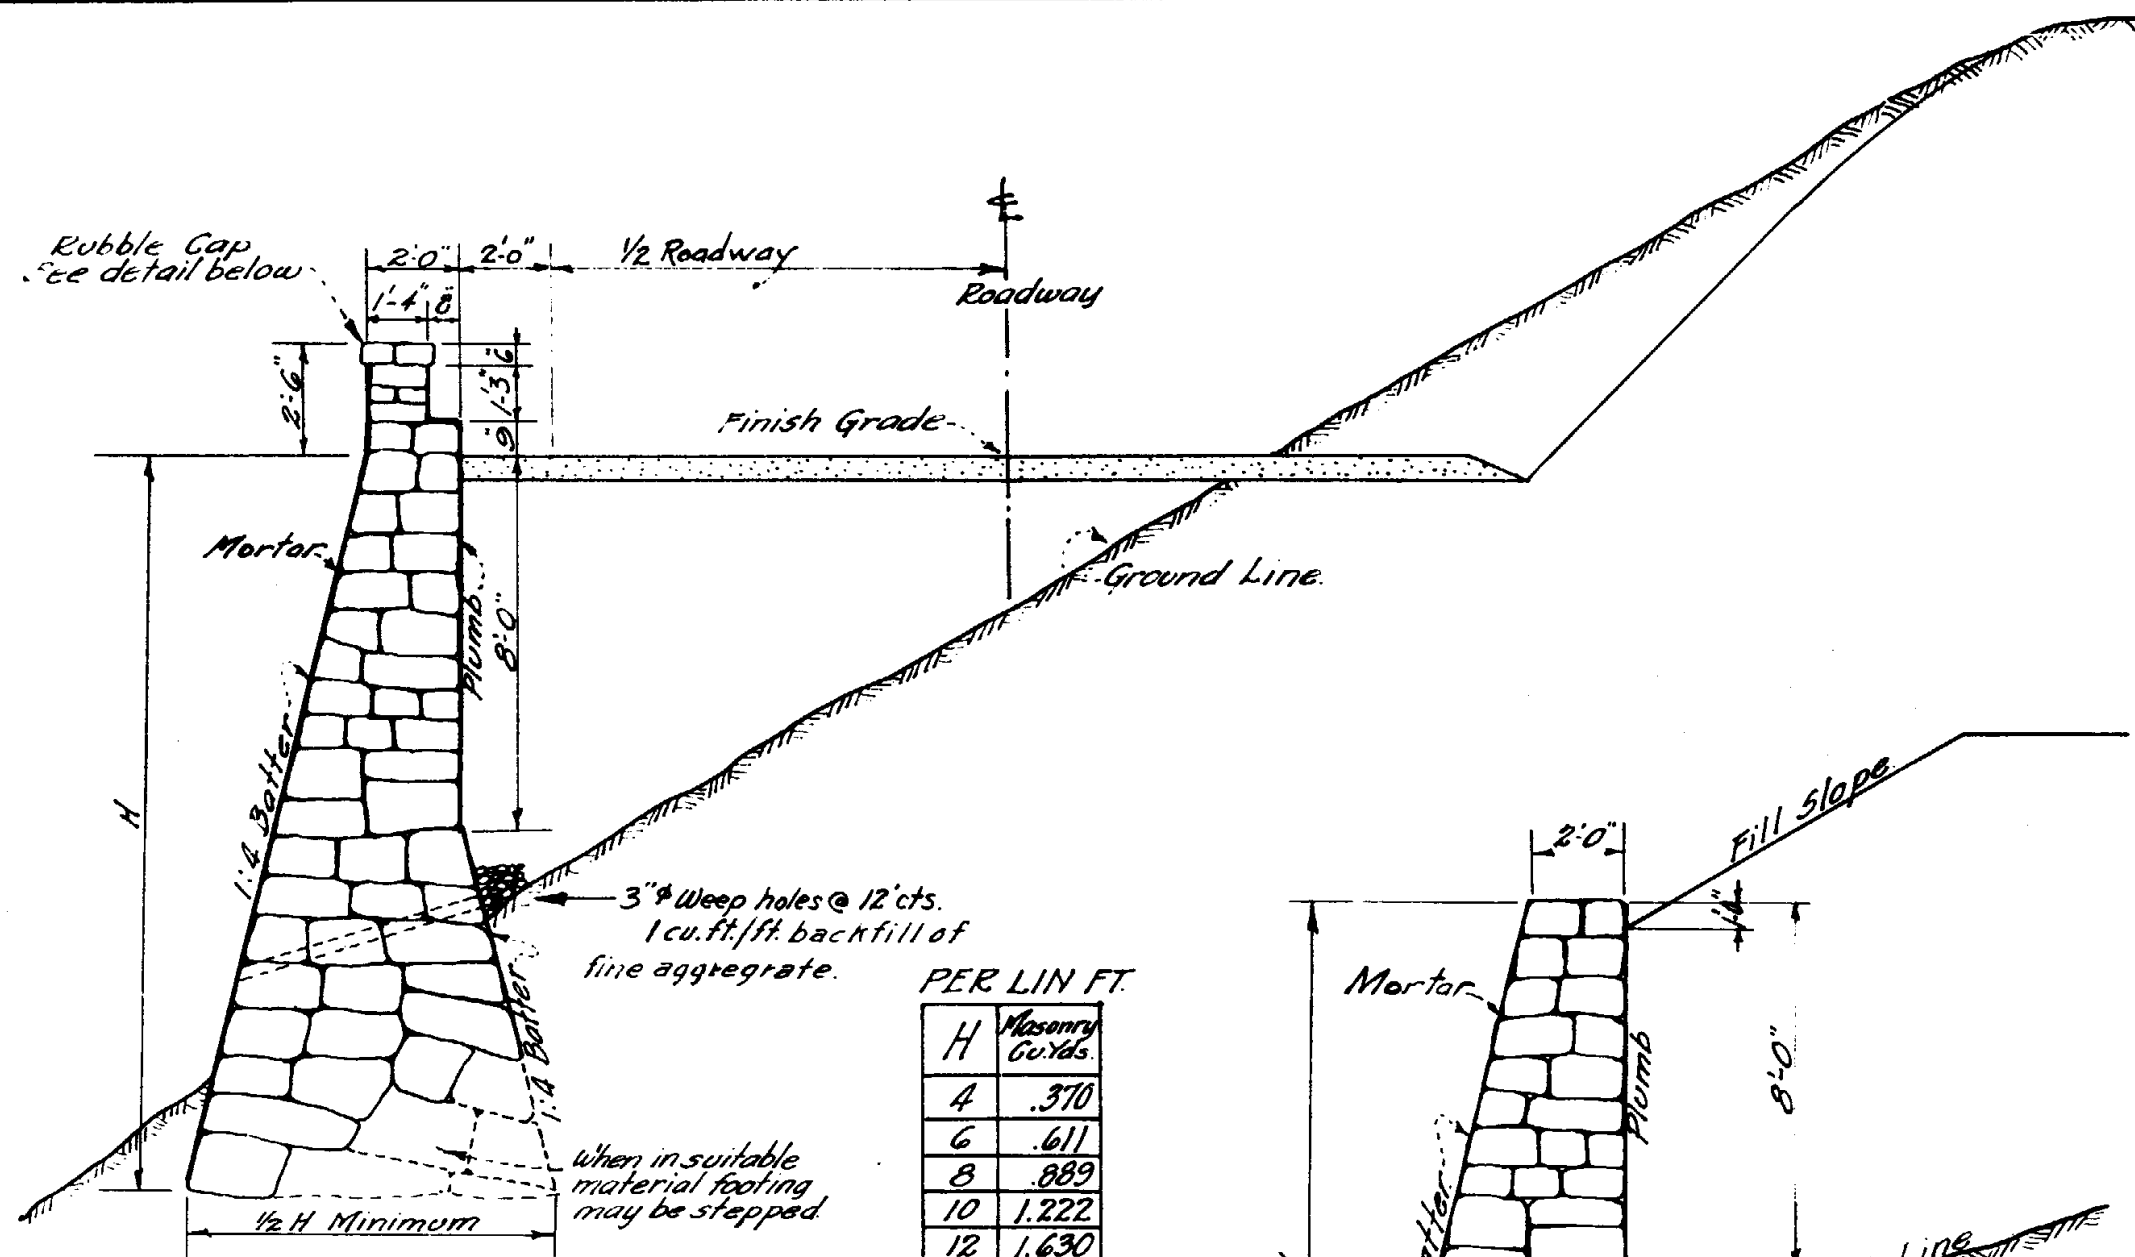 Rubble Cap
See detail below
2'-0"
2'-0"
1/2 Roadway
1'-4"
8"
Roadway
2'-6"
6"
1'-3"
9"
Finish Grade
Mortar
Plumb
8'-0"
Ground Line.
1:4 Batter
H
3"φ Weep holes @ 12' cts.
1 cu.ft./ft. backfill of
fine aggregrate.
1:4 Batter
When in suitable
material footing
may be stepped.
1/2 H Minimum
PER LIN FT.
H Masonry Cu.Yds.
4 .370
6 .611
8 .889
10 1.222
12 1.630
Fill Slope
2'-0"
Mortar
Plumb
8'-0"
Line